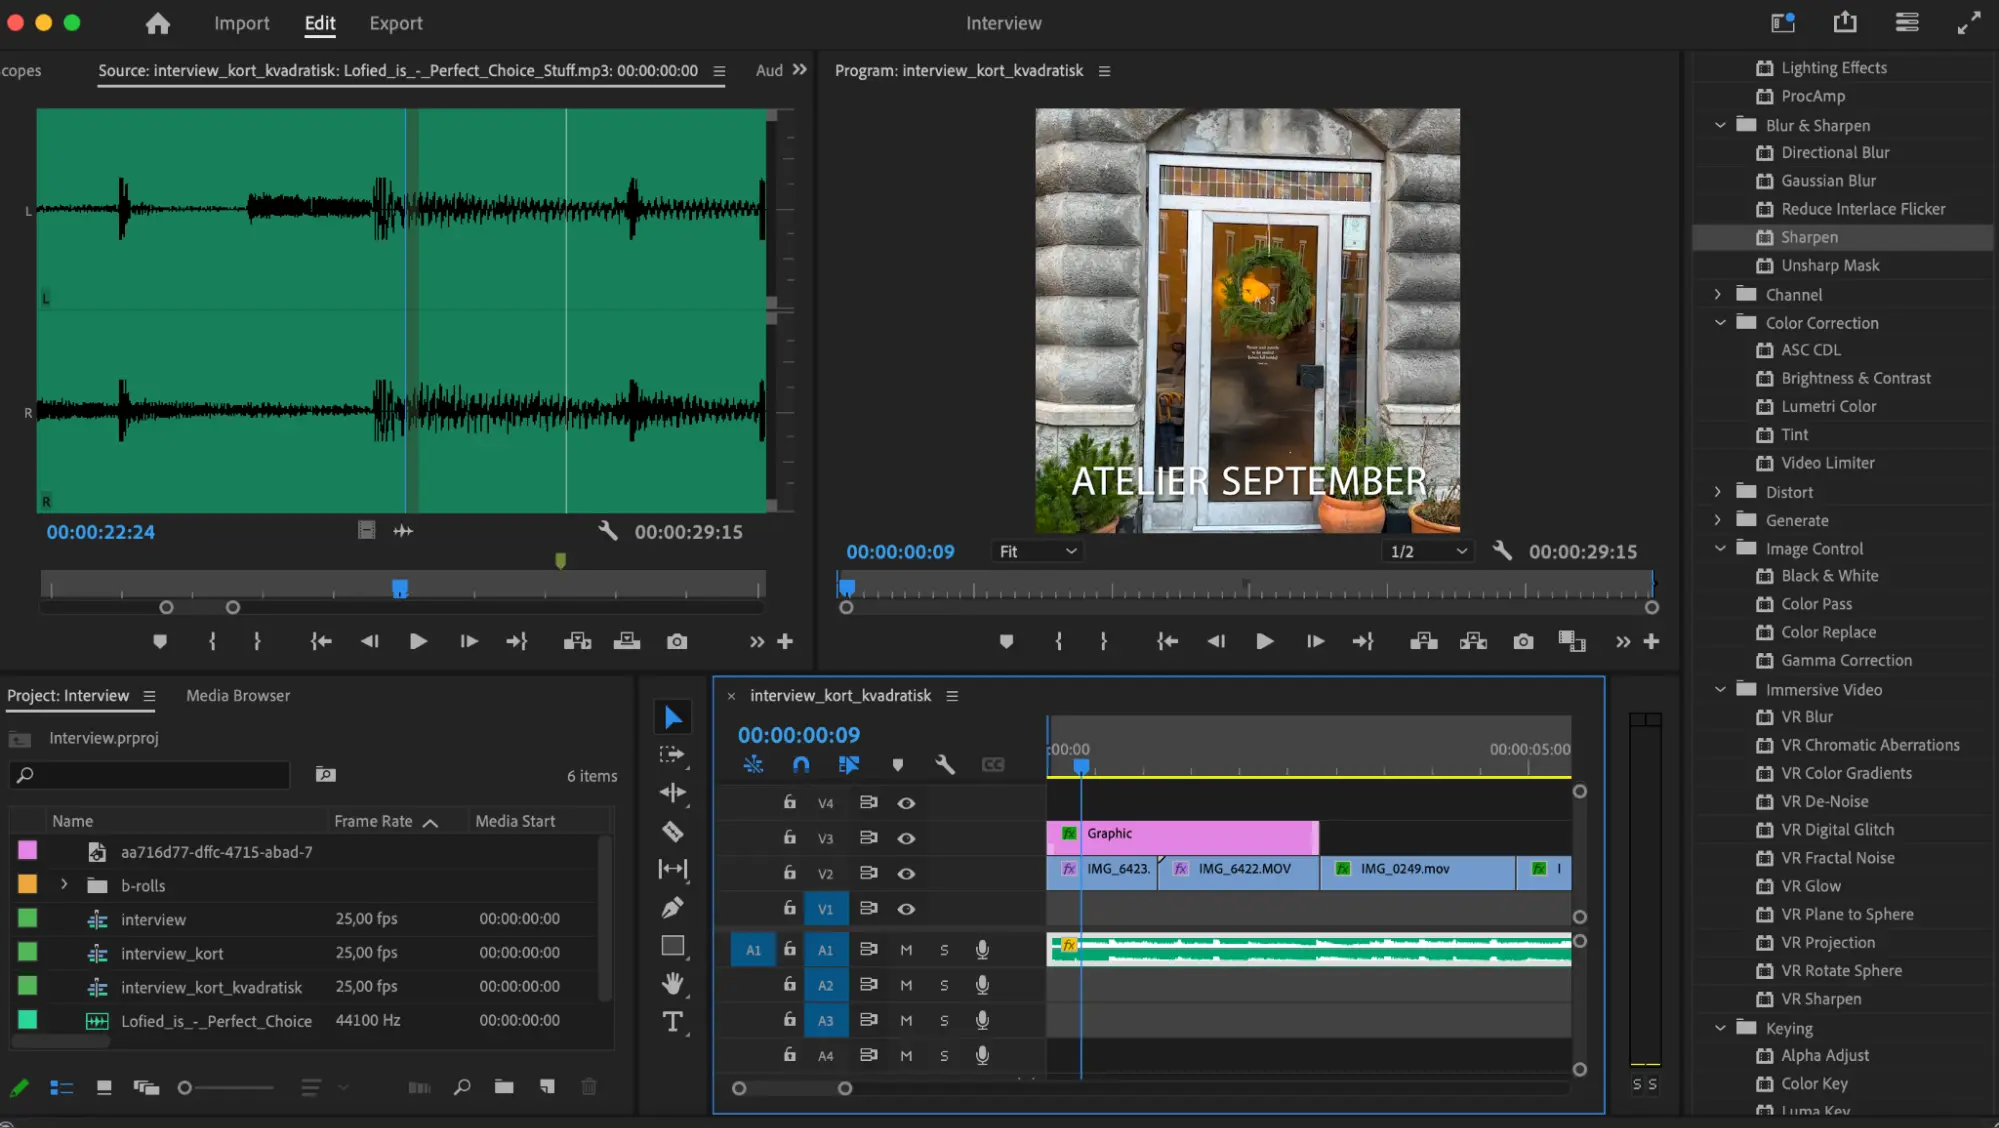 Import
Edit
Export
Interview
copes
Source: interview_kort_kvadratisk: Lofied_is_-_Perfect_Choice_Stuff.mp3: 00:00:00:00
Aud
L
L
R
R
00:00:22:24
00:00:29:15
Program: interview_kort_kvadratisk
A S
ATELIER SEPTEMBER
00:00:00:09
Fit
1/2
00:00:29:15
Project: Interview
Media Browser
Interview.prproj
6 items
Name
Frame Rate
Media Start
aa716d77-dffc-4715-abad-7
b-rolls
interview 25,00 fps 00:00:00:00
interview_kort 25,00 fps 00:00:00:00
interview_kort_kvadratisk 25,00 fps 00:00:00:00
Lofied_is_-_Perfect_Choice 44100 Hz 00:00:00:00
interview_kort_kvadratisk
00:00:00:09
:00:00
00:00:05:00
CC
V4
V3
fx Graphic
V2
fx IMG_6423.
fx IMG_6422.MOV
fx IMG_0249.mov
fx I
V1
A1 A1 M S
fx
A2 M S
A3 M S
A4 M S
T
S S
Lighting Effects
ProcAmp
Blur & Sharpen
Directional Blur
Gaussian Blur
Reduce Interlace Flicker
Sharpen
Unsharp Mask
Channel
Color Correction
ASC CDL
Brightness & Contrast
Lumetri Color
Tint
Video Limiter
Distort
Generate
Image Control
Black & White
Color Pass
Color Replace
Gamma Correction
Immersive Video
VR Blur
VR Chromatic Aberrations
VR Color Gradients
VR De-Noise
VR Digital Glitch
VR Fractal Noise
VR Glow
VR Plane to Sphere
VR Projection
VR Rotate Sphere
VR Sharpen
Keying
Alpha Adjust
Color Key
Luma Key